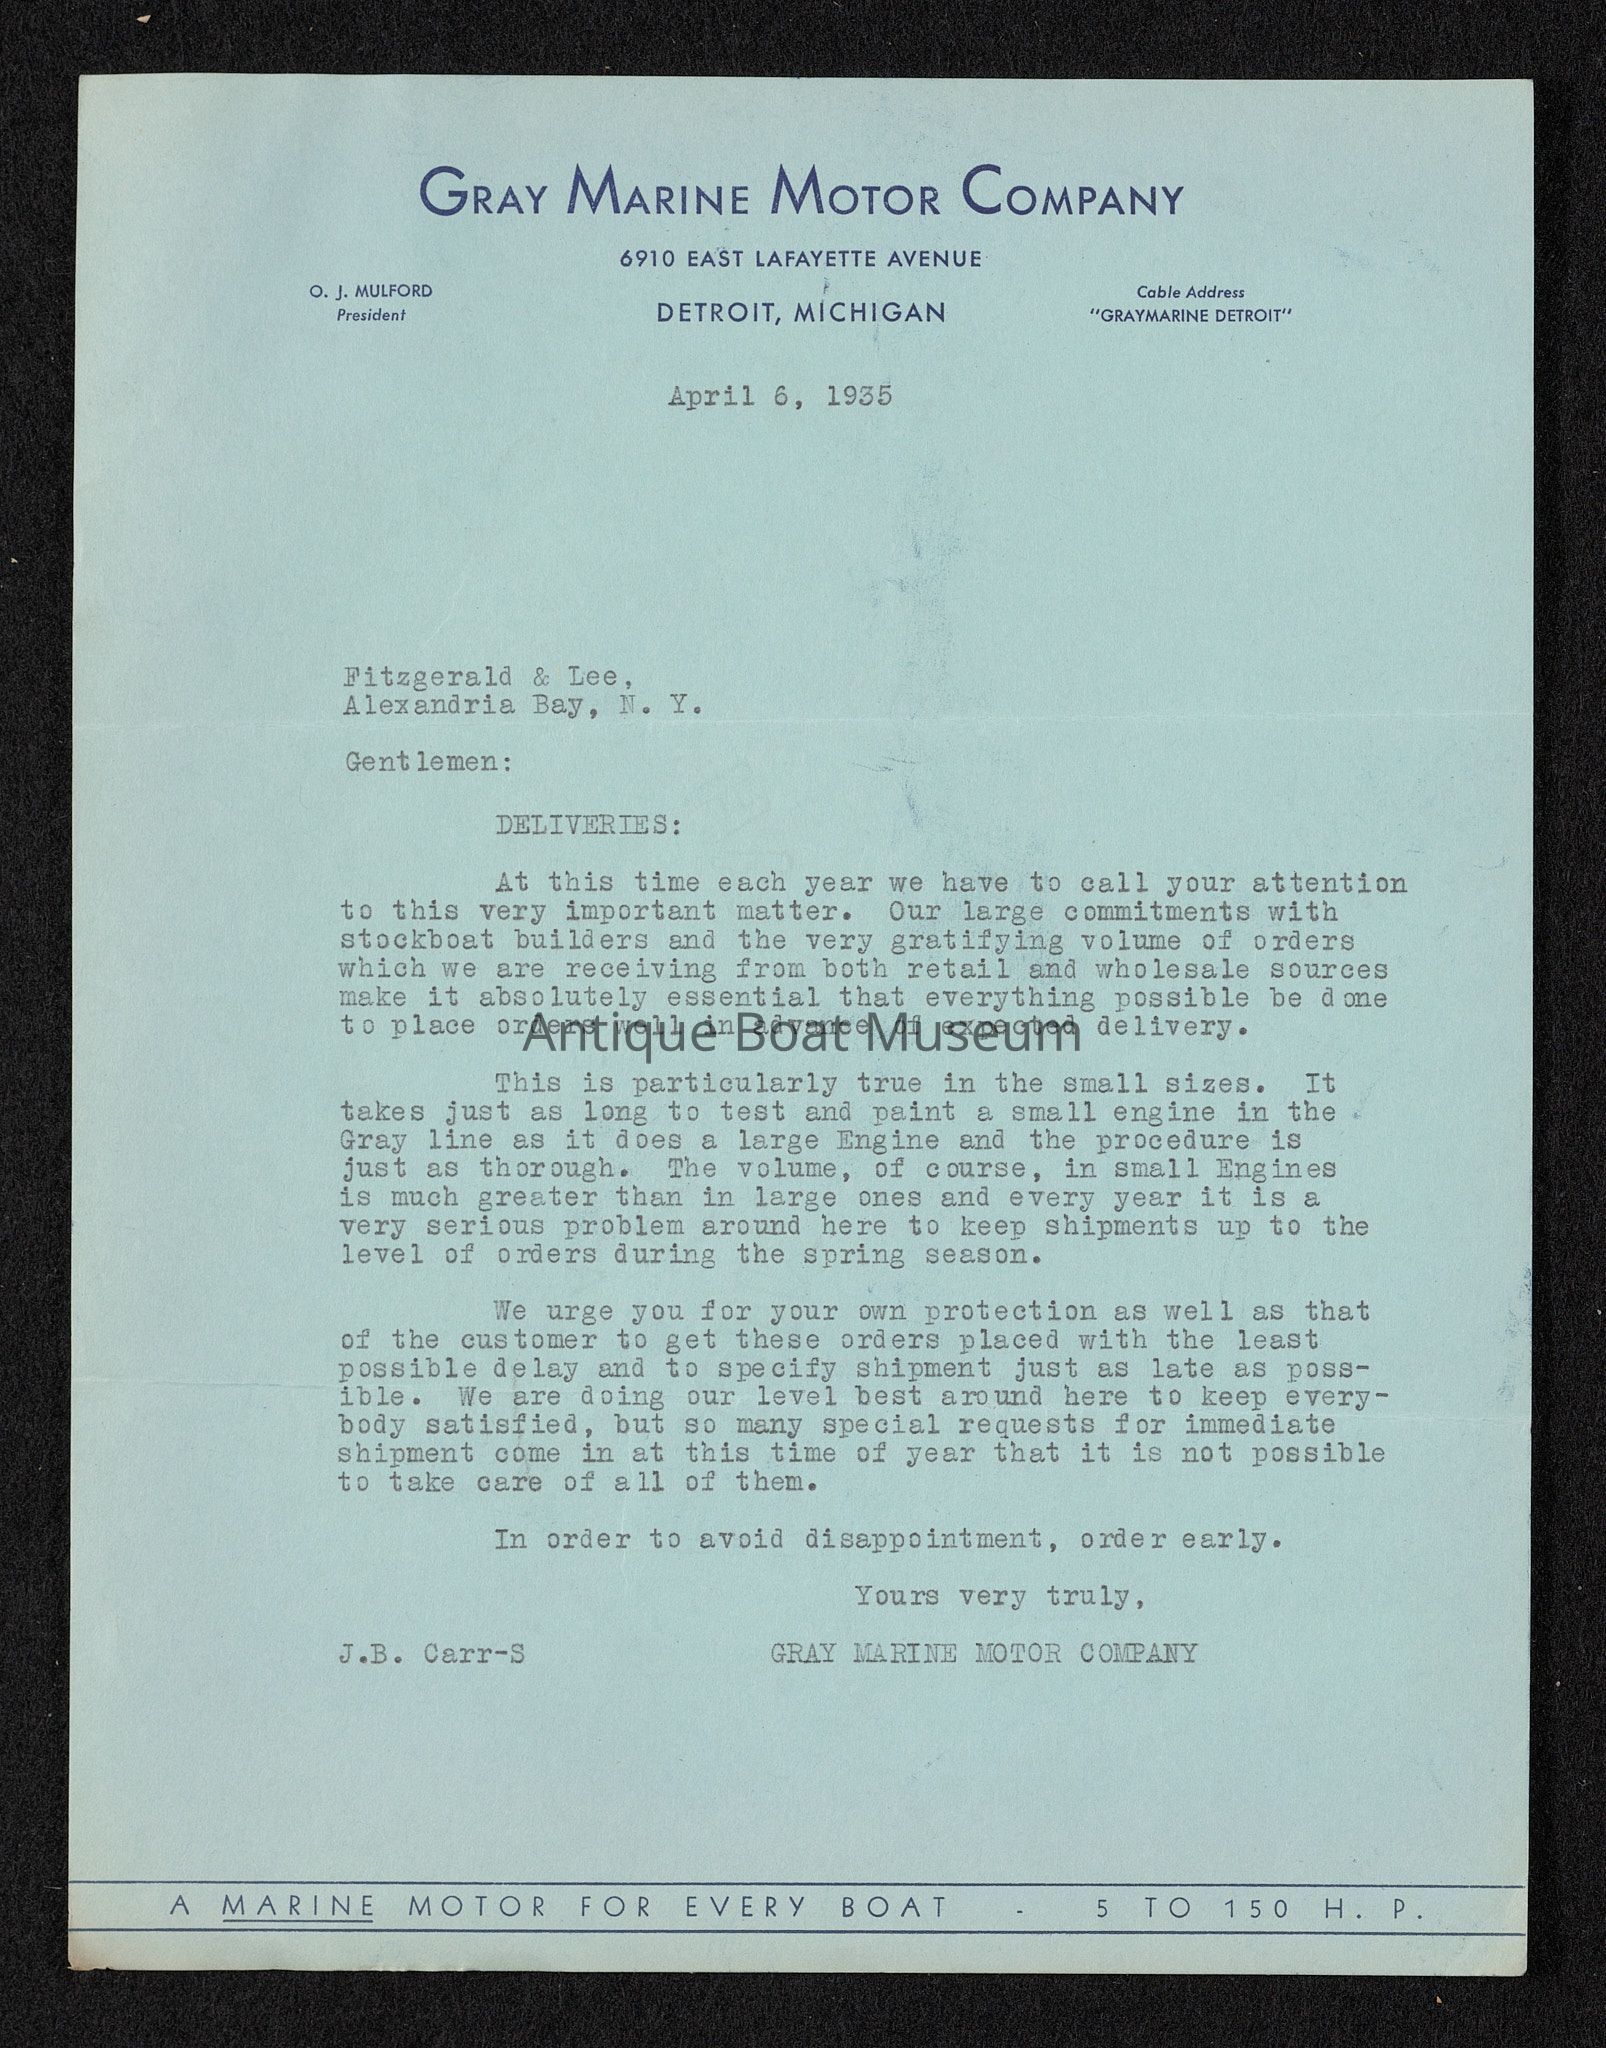 GRAY MARINE MOTOR COMPANY
6910 EAST LAFAYETTE AVENUE
O. J. MULFORD
President
DETROIT, MICHIGAN
Cable Address
"GRAYMARINE DETROIT"
April 6, 1935
Fitzgerald & Lee,
Alexandria Bay, N. Y.
Gentlemen:
DELIVERIES:
At this time each year we have to call your attention
to this very important matter. Our large commitments with
stockboat builders and the very gratifying volume of orders
which we are receiving from both retail and wholesale sources
make it absolutely essential that everything possible be done
to place orders well in advance of expected delivery.
Antique Boat Museum
This is particularly true in the small sizes. It
takes just as long to test and paint a small engine in the
Gray line as it does a large Engine and the procedure is
just as thorough. The volume, of course, in small Engines
is much greater than in large ones and every year it is a
very serious problem around here to keep shipments up to the
level of orders during the spring season.
We urge you for your own protection as well as that
of the customer to get these orders placed with the least
possible delay and to specify shipment just as late as poss-
ible. We are doing our level best around here to keep every-
body satisfied, but so many special requests for immediate
shipment come in at this time of year that it is not possible
to take care of all of them.
In order to avoid disappointment, order early.
Yours very truly,
J.B. Carr-S GRAY MARINE MOTOR COMPANY
A MARINE MOTOR FOR EVERY BOAT - 5 TO 150 H. P.